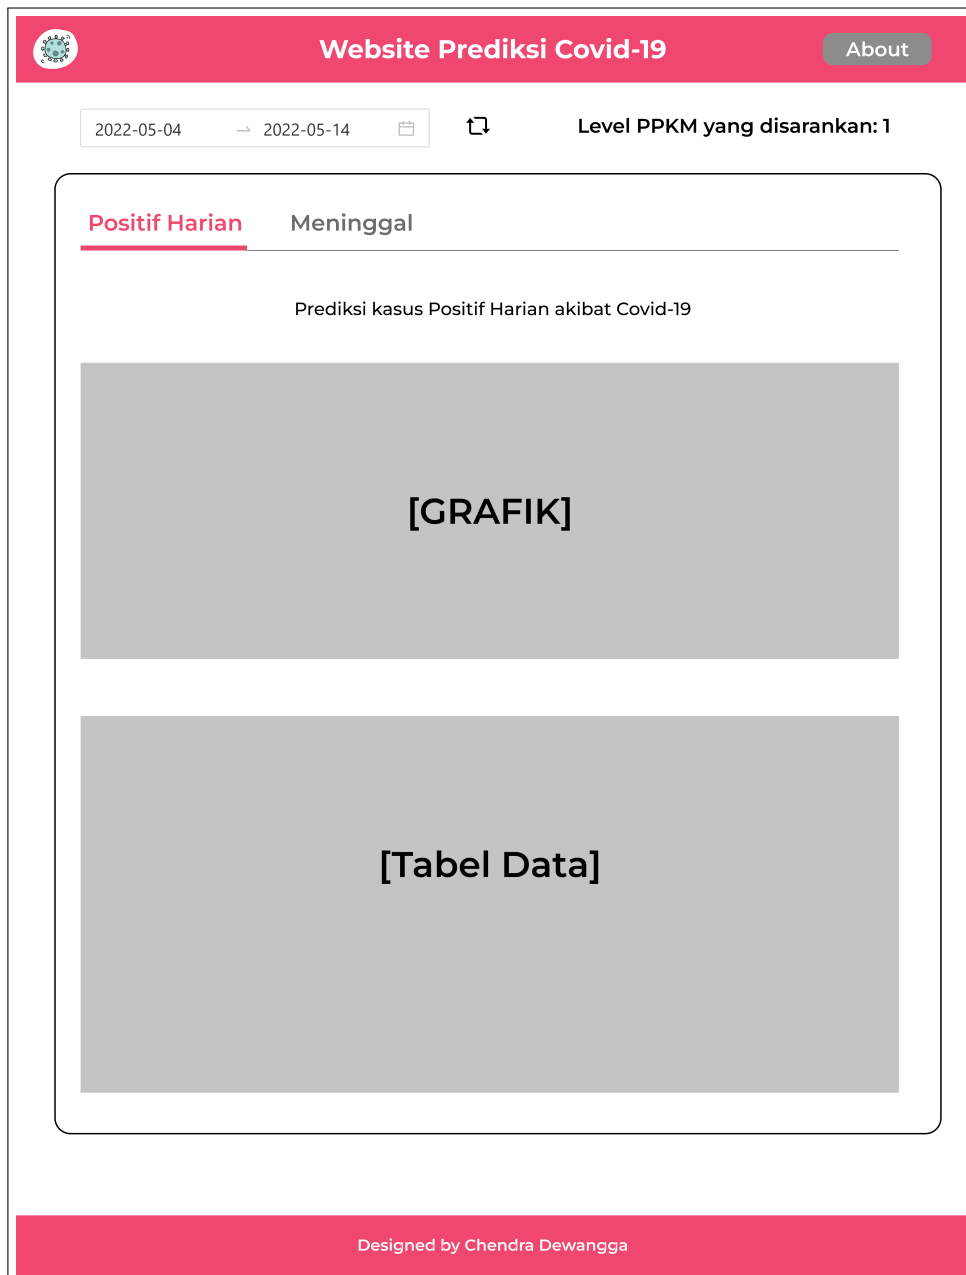 Website Prediksi Covid-19
About
2022-05-04 → 2022-05-14
Level PPKM yang disarankan: 1
Positif Harian
Meninggal
Prediksi kasus Positif Harian akibat Covid-19
[GRAFIK]
[Tabel Data]
Designed by Chendra Dewangga